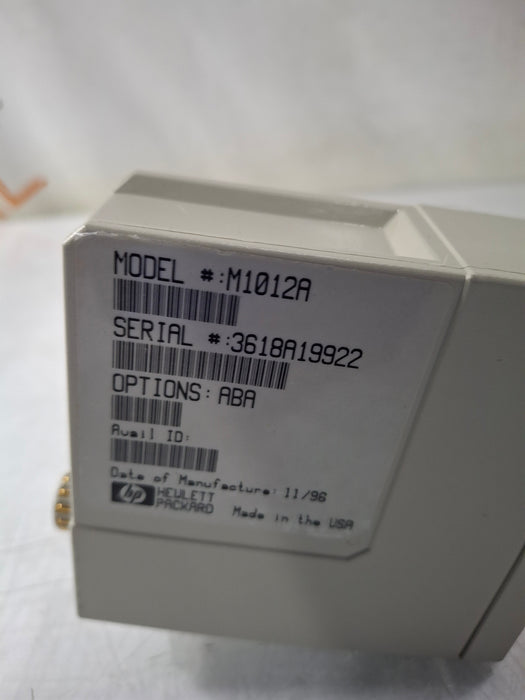 MODEL #:M1012A
SERIAL #:3618A19922
OPTIONS: ABA
Avail ID:
Date of Manufacture: 11/96
hp HEWLETT
PACKARD Made in the USA